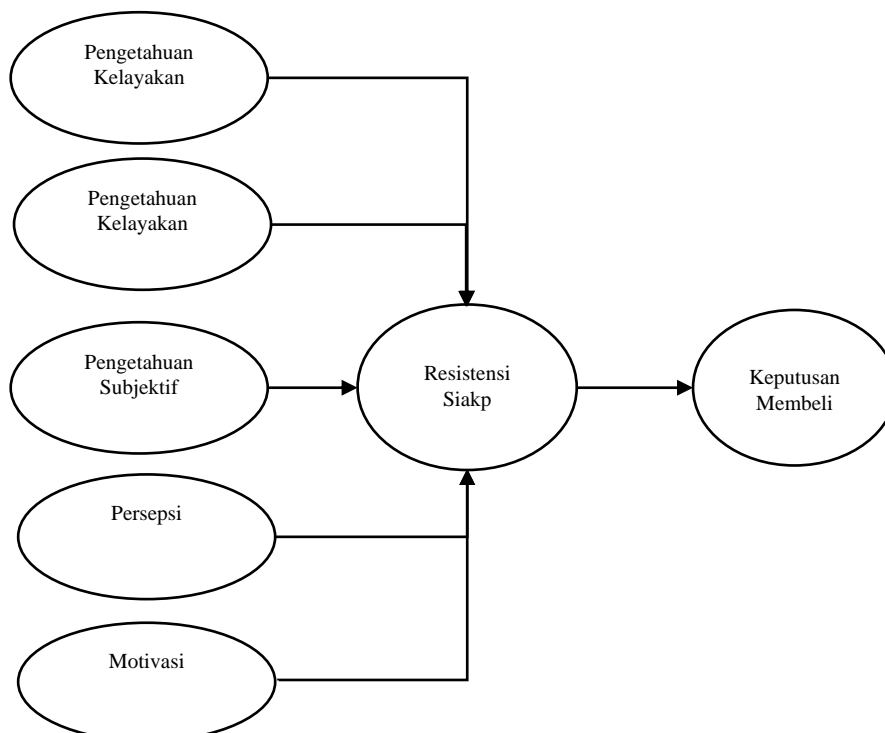 Pengetahuan
Kelayakan
Pengetahuan
Kelayakan
Pengetahuan
Subjektif
Resistensi
Siakp
Keputusan
Membeli
Persepsi
Motivasi